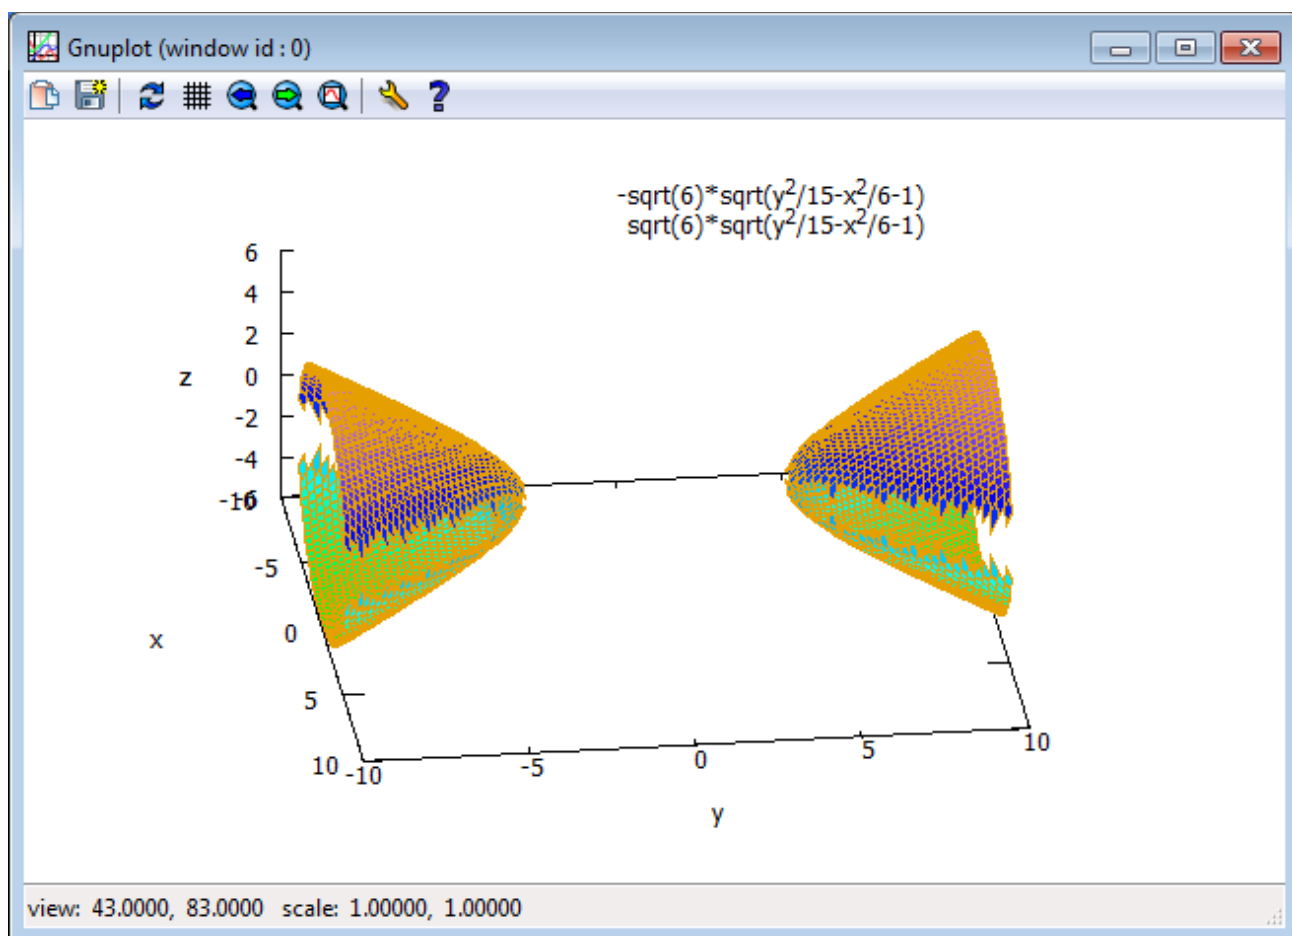 Gnuplot (window id : 0)
-sqrt(6)*sqrt(y²/15-x²/6-1)
sqrt(6)*sqrt(y²/15-x²/6-1)
6
4
2
0
-2
-4
-6
z
-10
-5
0
5
10
x
-10
-5
0
5
10
y
view: 43.0000, 83.0000 scale: 1.00000, 1.00000